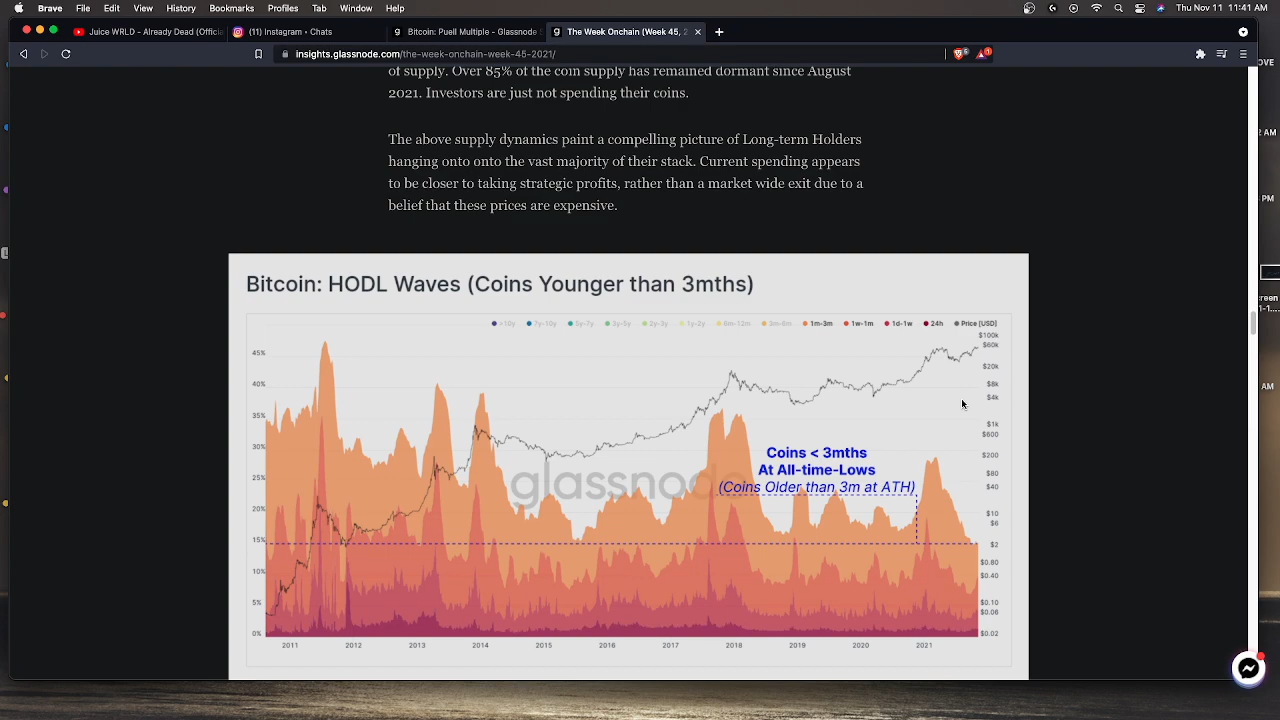 Brave File Edit View History Bookmarks Profiles Tab Window Help
Thu Nov 11 11:41:41 AM
Juice WRLD - Already Dead (Officia
(11) Instagram • Chats
Bitcoin: Puell Multiple - Glassnode
The Week Onchain (Week 45, 2
insights.glassnode.com/the-week-onchain-week-45-2021/
of supply. Over 85% of the coin supply has remained dormant since August
2021. Investors are just not spending their coins.
The above supply dynamics paint a compelling picture of Long-term Holders
hanging onto onto the vast majority of their stack. Current spending appears
to be closer to taking strategic profits, rather than a market wide exit due to a
belief that these prices are expensive.
Bitcoin: HODL Waves (Coins Younger than 3mths)
>10y 7y-10y 5y-7y 3y-5y 2y-3y 1y-2y 6m-12m 3m-6m 1m-3m 1w-1m 1d-1w 24h Price [USD]
$100k
45% $60k
$20k
40% $8k
$4k
35% $1k
$600
30% $200
Coins < 3mths
At All-time-Lows
(Coins Older than 3m at ATH)
glassnode
25% $80
$40
20% $10
$6
15% $2
$0.80
10% $0.40
5% $0.10
$0.06
0% $0.02
2011 2012 2013 2014 2015 2016 2017 2018 2019 2020 2021